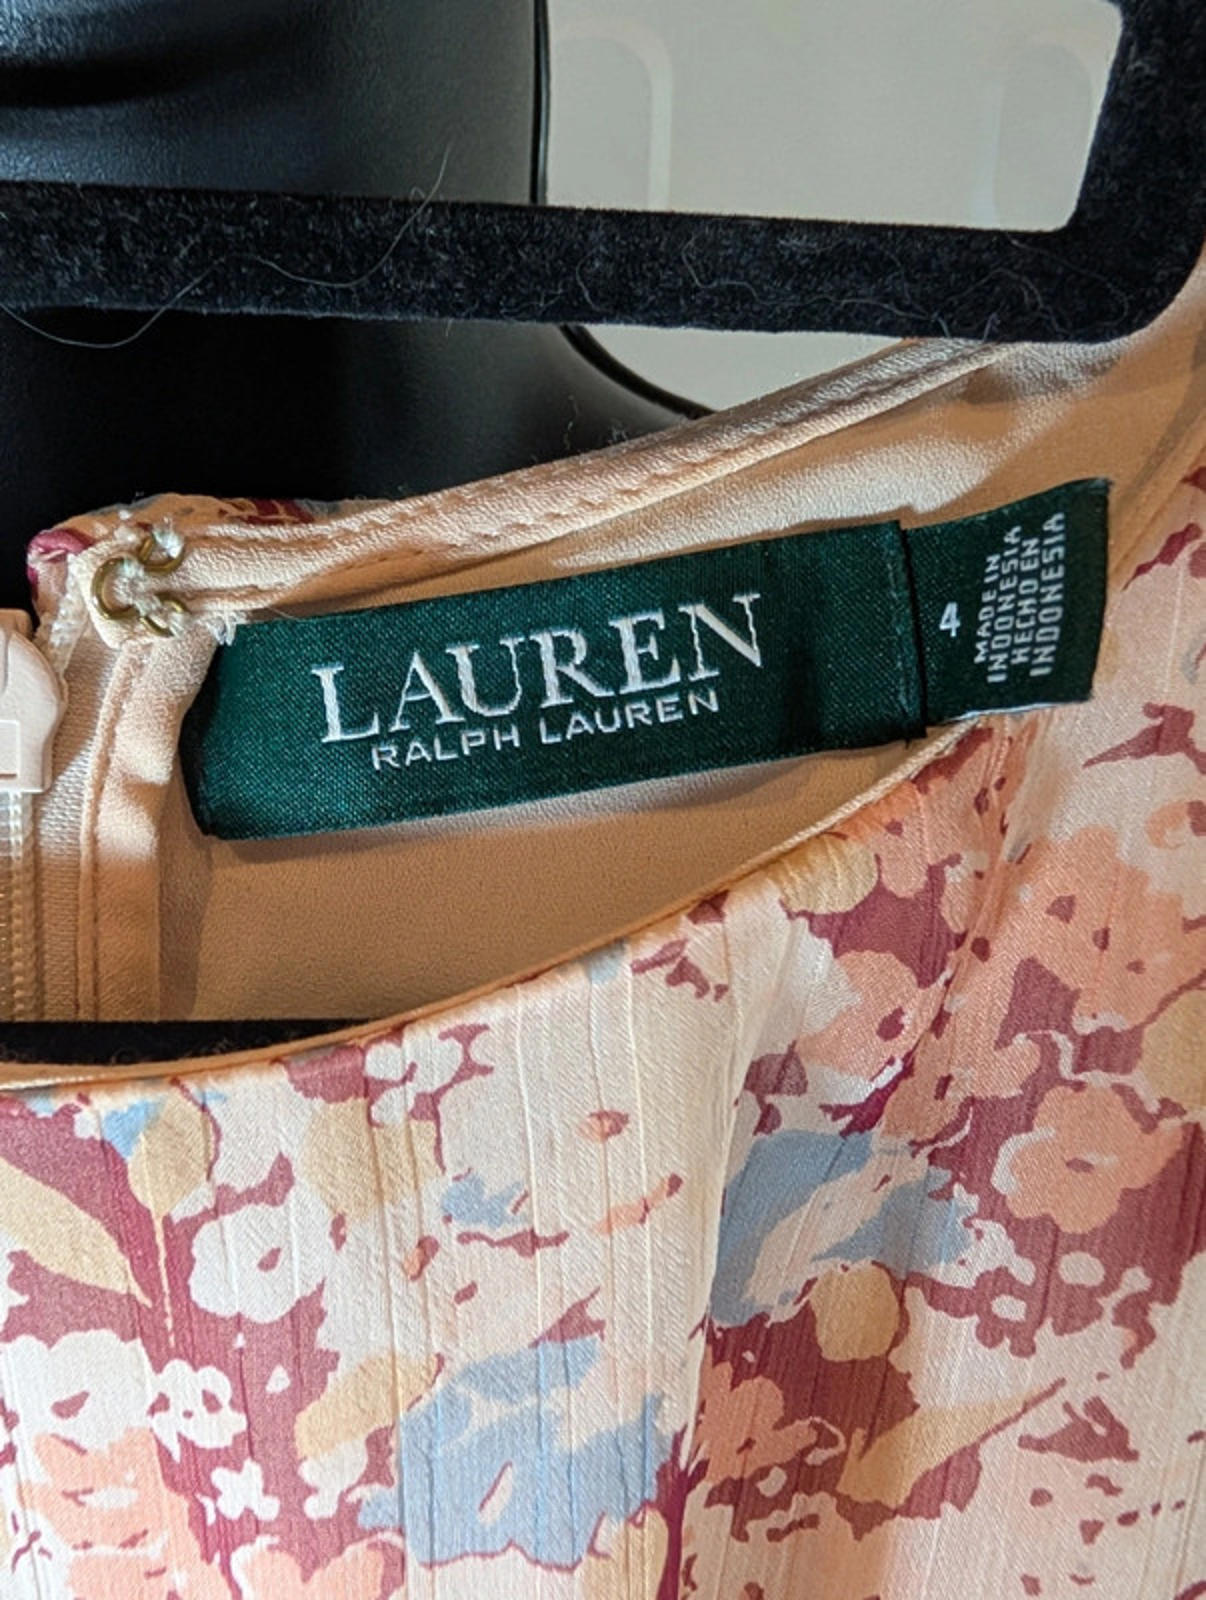 LAUREN
RALPH LAUREN
4
MADE IN
INDONESIA
HECHO EN
INDONESIA